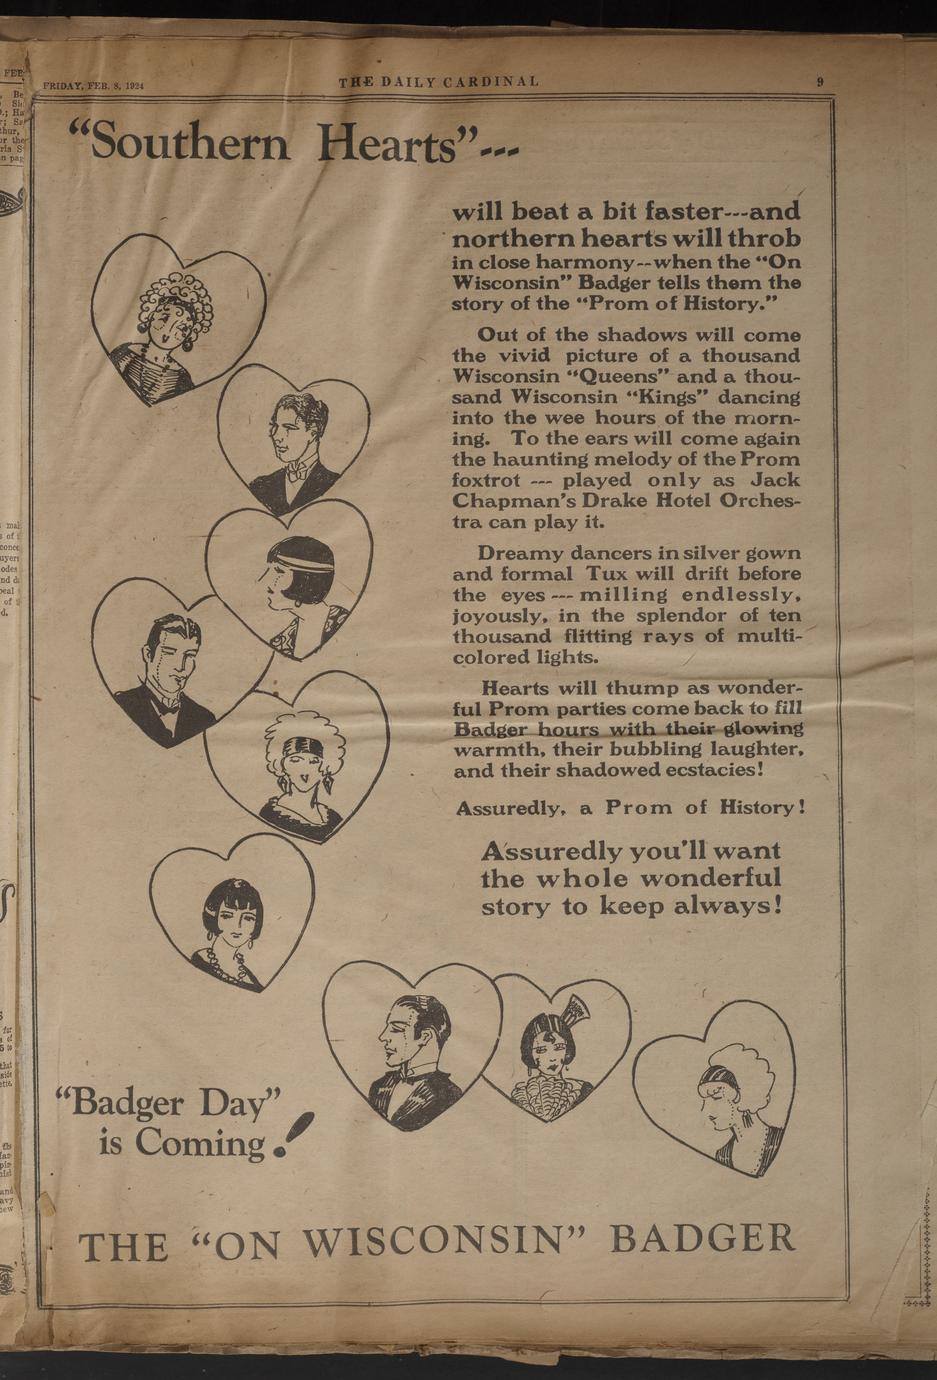 FRIDAY, FEB. 8, 1924
THE DAILY CARDINAL
9
“Southern Hearts”---
will beat a bit faster---and
northern hearts will throb
in close harmony--when the “On
Wisconsin” Badger tells them the
story of the “Prom of History.”
Out of the shadows will come
the vivid picture of a thousand
Wisconsin “Queens” and a thou-
sand Wisconsin “Kings” dancing
into the wee hours of the morn-
ing. To the ears will come again
the haunting melody of the Prom
foxtrot --- played only as Jack
Chapman's Drake Hotel Orches-
tra can play it.
Dreamy dancers in silver gown
and formal Tux will drift before
the eyes --- milling endlessly,
joyously, in the splendor of ten
thousand flitting rays of multi-
colored lights.
Hearts will thump as wonder-
ful Prom parties come back to fill
Badger hours with their glowing
warmth, their bubbling laughter,
and their shadowed ecstacies!
Assuredly, a Prom of History!
Assuredly you'll want
the whole wonderful
story to keep always!
“Badger Day”
is Coming!
THE “ON WISCONSIN” BADGER